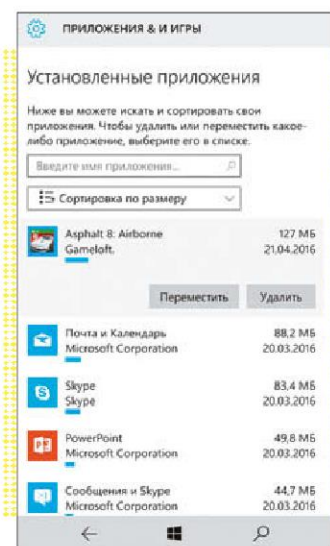 ПРИЛОЖЕНИЯ & И ИГРЫ
Установленные приложения
Ниже вы можете искать и сортировать свои
приложения. Чтобы удалить или переместить какое-
либо приложение, выберите его в списке.
Введите имя приложения...
Сортировка по размеру
Asphalt 8: Airborne 127 МБ
Gameloft. 21.04.2016
Переместить Удалить
Почта и Календарь 88,2 МБ
Microsoft Corporation 20.03.2016
Skype 83,4 МБ
Skype 20.03.2016
PowerPoint 49,8 МБ
Microsoft Corporation 20.03.2016
Сообщения и Skype 44,7 МБ
Microsoft Corporation 20.03.2016